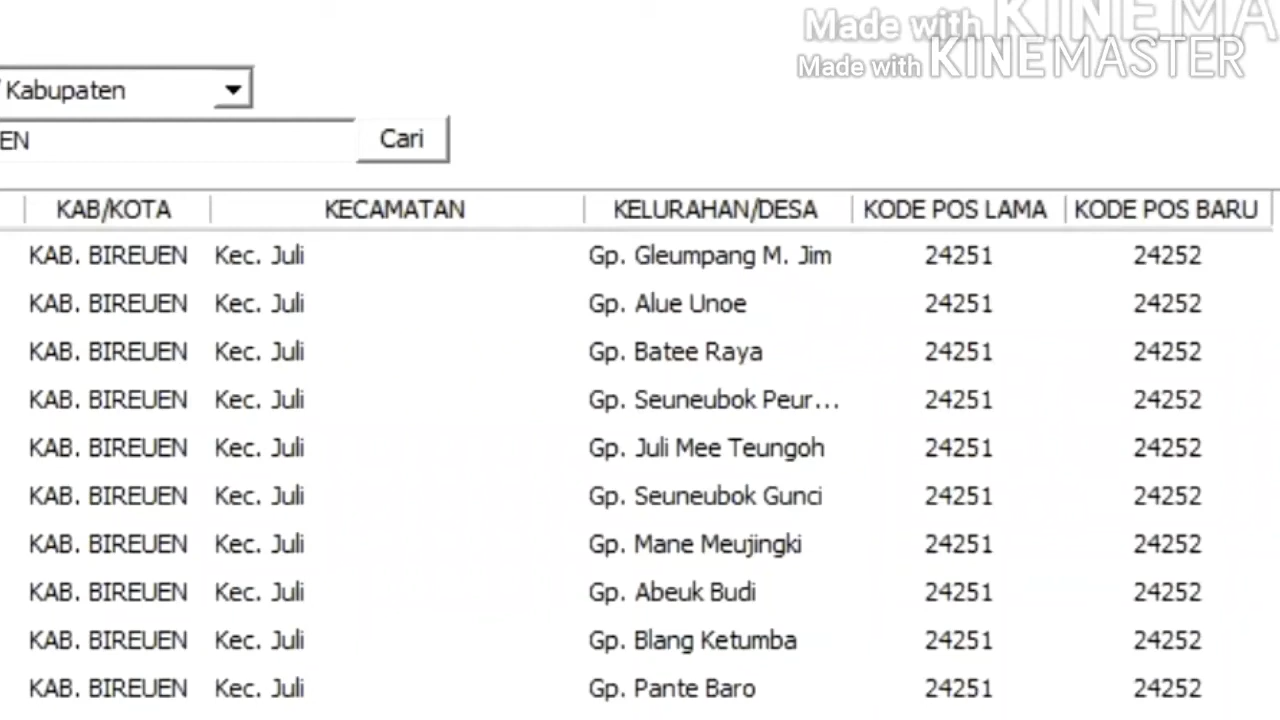 Made with KINEMA
Made with KINEMASTER
/ Kabupaten
EN Cari
KAB/KOTA KECAMATAN KELURAHAN/DESA KODE POS LAMA KODE POS BARU
KAB. BIREUEN Kec. Juli Gp. Gleumpang M. Jim 24251 24252
KAB. BIREUEN Kec. Juli Gp. Alue Unoe 24251 24252
KAB. BIREUEN Kec. Juli Gp. Batee Raya 24251 24252
KAB. BIREUEN Kec. Juli Gp. Seuneubok Peur... 24251 24252
KAB. BIREUEN Kec. Juli Gp. Juli Mee Teungoh 24251 24252
KAB. BIREUEN Kec. Juli Gp. Seuneubok Gunci 24251 24252
KAB. BIREUEN Kec. Juli Gp. Mane Meujingki 24251 24252
KAB. BIREUEN Kec. Juli Gp. Abeuk Budi 24251 24252
KAB. BIREUEN Kec. Juli Gp. Blang Ketumba 24251 24252
KAB. BIREUEN Kec. Juli Gp. Pante Baro 24251 24252